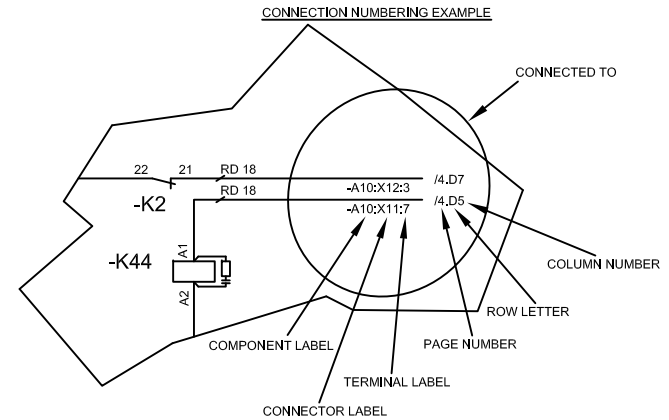 CONNECTION NUMBERING EXAMPLE
CONNECTED TO
22 21 RD 18 /4.D7
-A10:X12:3
-K2 RD 18 /4.D5
-A10:X11:7
-K44 A1
A2
COLUMN NUMBER
ROW LETTER
COMPONENT LABEL PAGE NUMBER
TERMINAL LABEL
CONNECTOR LABEL